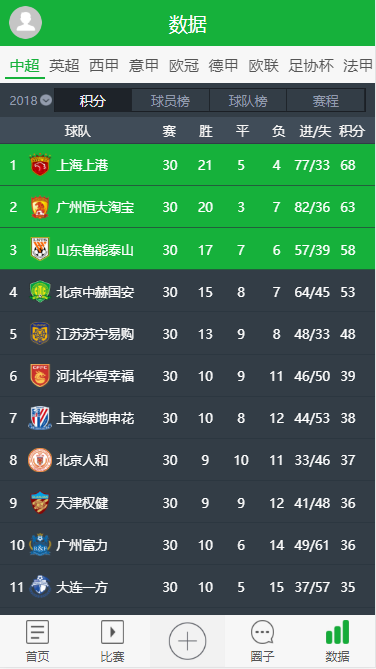 数据
中超 英超 西甲 意甲 欧冠 德甲 欧联 足协杯 法甲
2018 积分 球员榜 球队榜 赛程
球队 赛 胜 平 负 进/失 积分
1 上海上港 30 21 5 4 77/33 68
2 广州恒大淘宝 30 20 3 7 82/36 63
3 山东鲁能泰山 30 17 7 6 57/39 58
4 北京中赫国安 30 15 8 7 64/45 53
5 江苏苏宁易购 30 13 9 8 48/33 48
6 河北华夏幸福 30 10 9 11 46/50 39
7 上海绿地申花 30 10 8 12 44/53 38
8 北京人和 30 9 10 11 33/46 37
9 天津权健 30 9 9 12 41/48 36
10 广州富力 30 10 6 14 49/61 36
11 大连一方 30 10 5 15 37/57 35
首页 比赛 圈子 数据